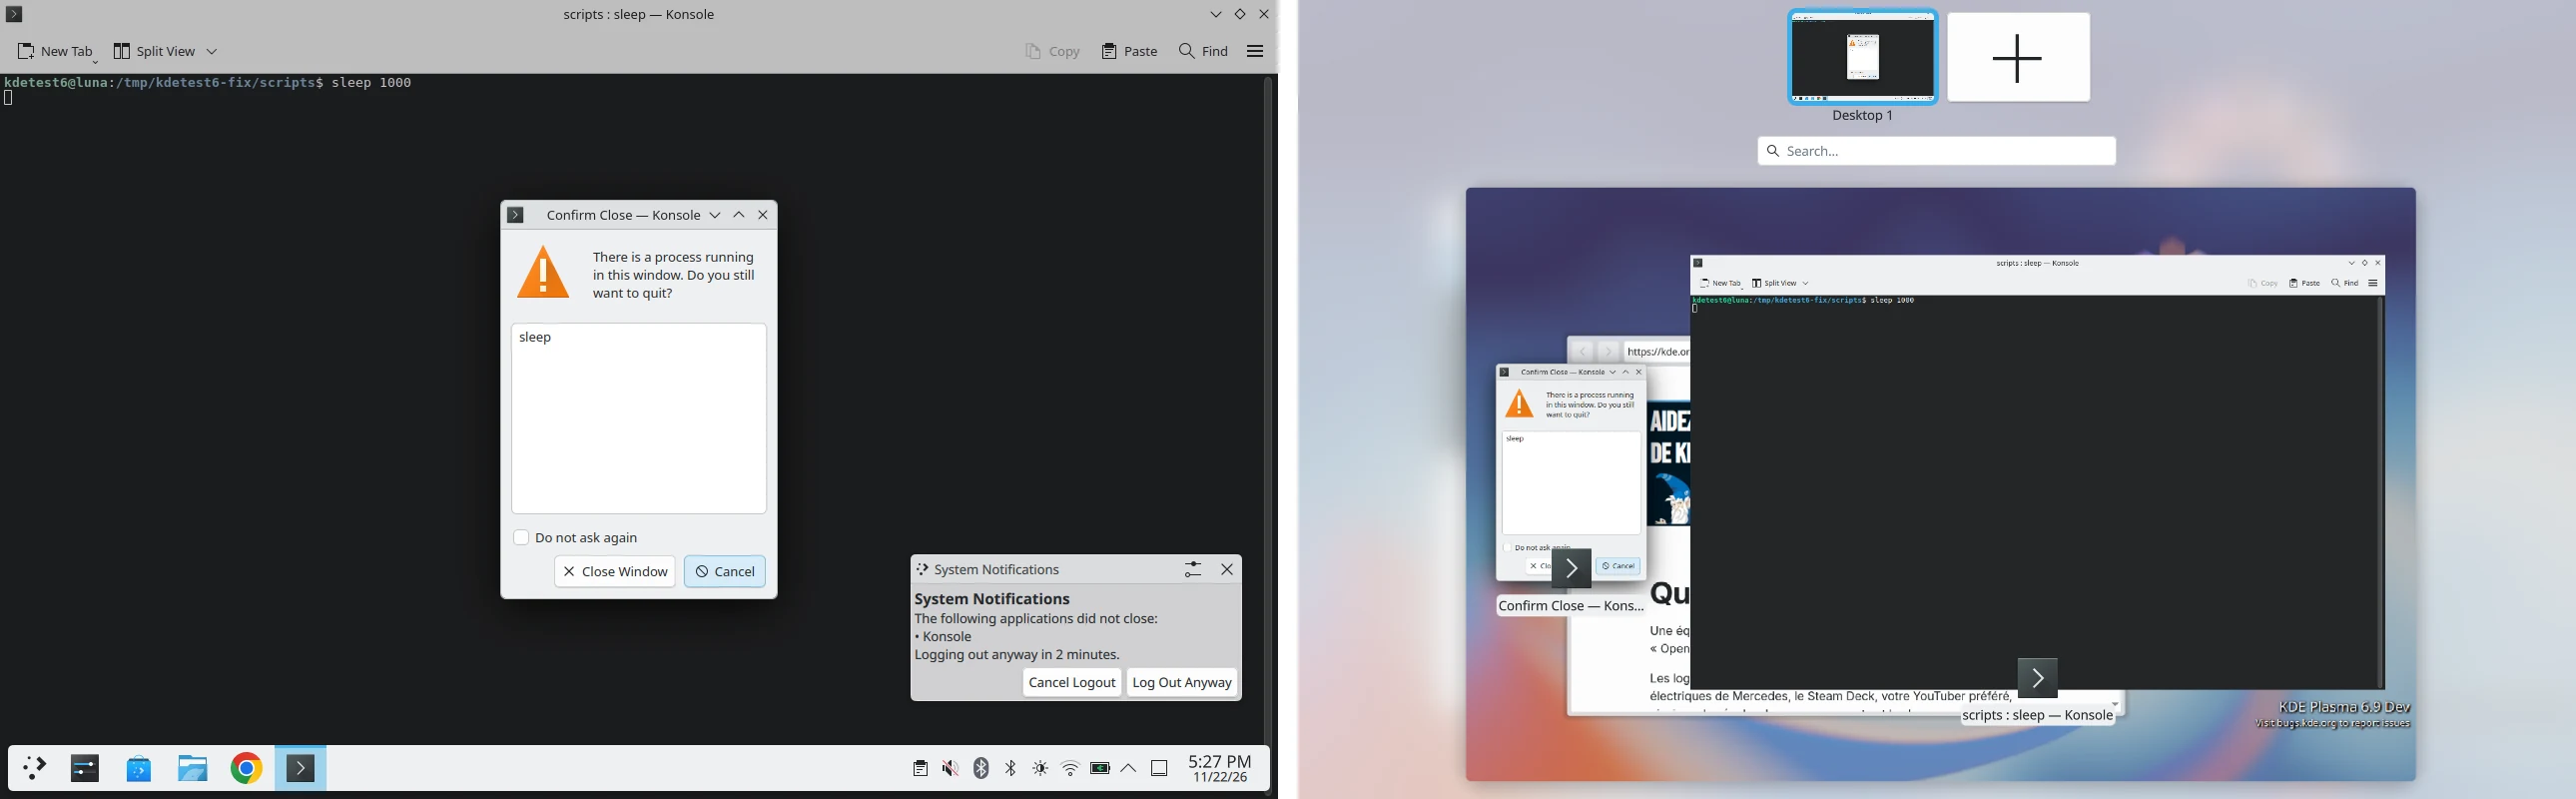 scripts : sleep — Konsole
New Tab
Split View
Copy
Paste
Find
kdetest6@luna:/tmp/kdetest6-fix/scripts$ sleep 1000
Confirm Close — Konsole
There is a process running
in this window. Do you still
want to quit?
sleep
Do not ask again
Close Window
Cancel
System Notifications
System Notifications
The following applications did not close:
• Konsole
Logging out anyway in 2 minutes.
Cancel Logout
Log Out Anyway
5:27 PM
11/22/26
Desktop 1
Search...
scripts : sleep — Konsole
New Tab
Split View
Copy
Paste
Find
kdetest6@luna:/tmp/kdetest6-fix/scripts$ sleep 1000
https://kde.or
Confirm Close — Konsole
There is a process running
in this window. Do you still
want to quit?
sleep
Do not ask again
Clo
Cancel
Confirm Close — Kons...
AIDEZ
DE K
Qu
Une éq
« Open
Les log
électriques de Mercedes, le Steam Deck, votre YouTuber préféré,
scripts : sleep — Konsole
KDE Plasma 6.9 Dev
Visit bugs.kde.org to report issues